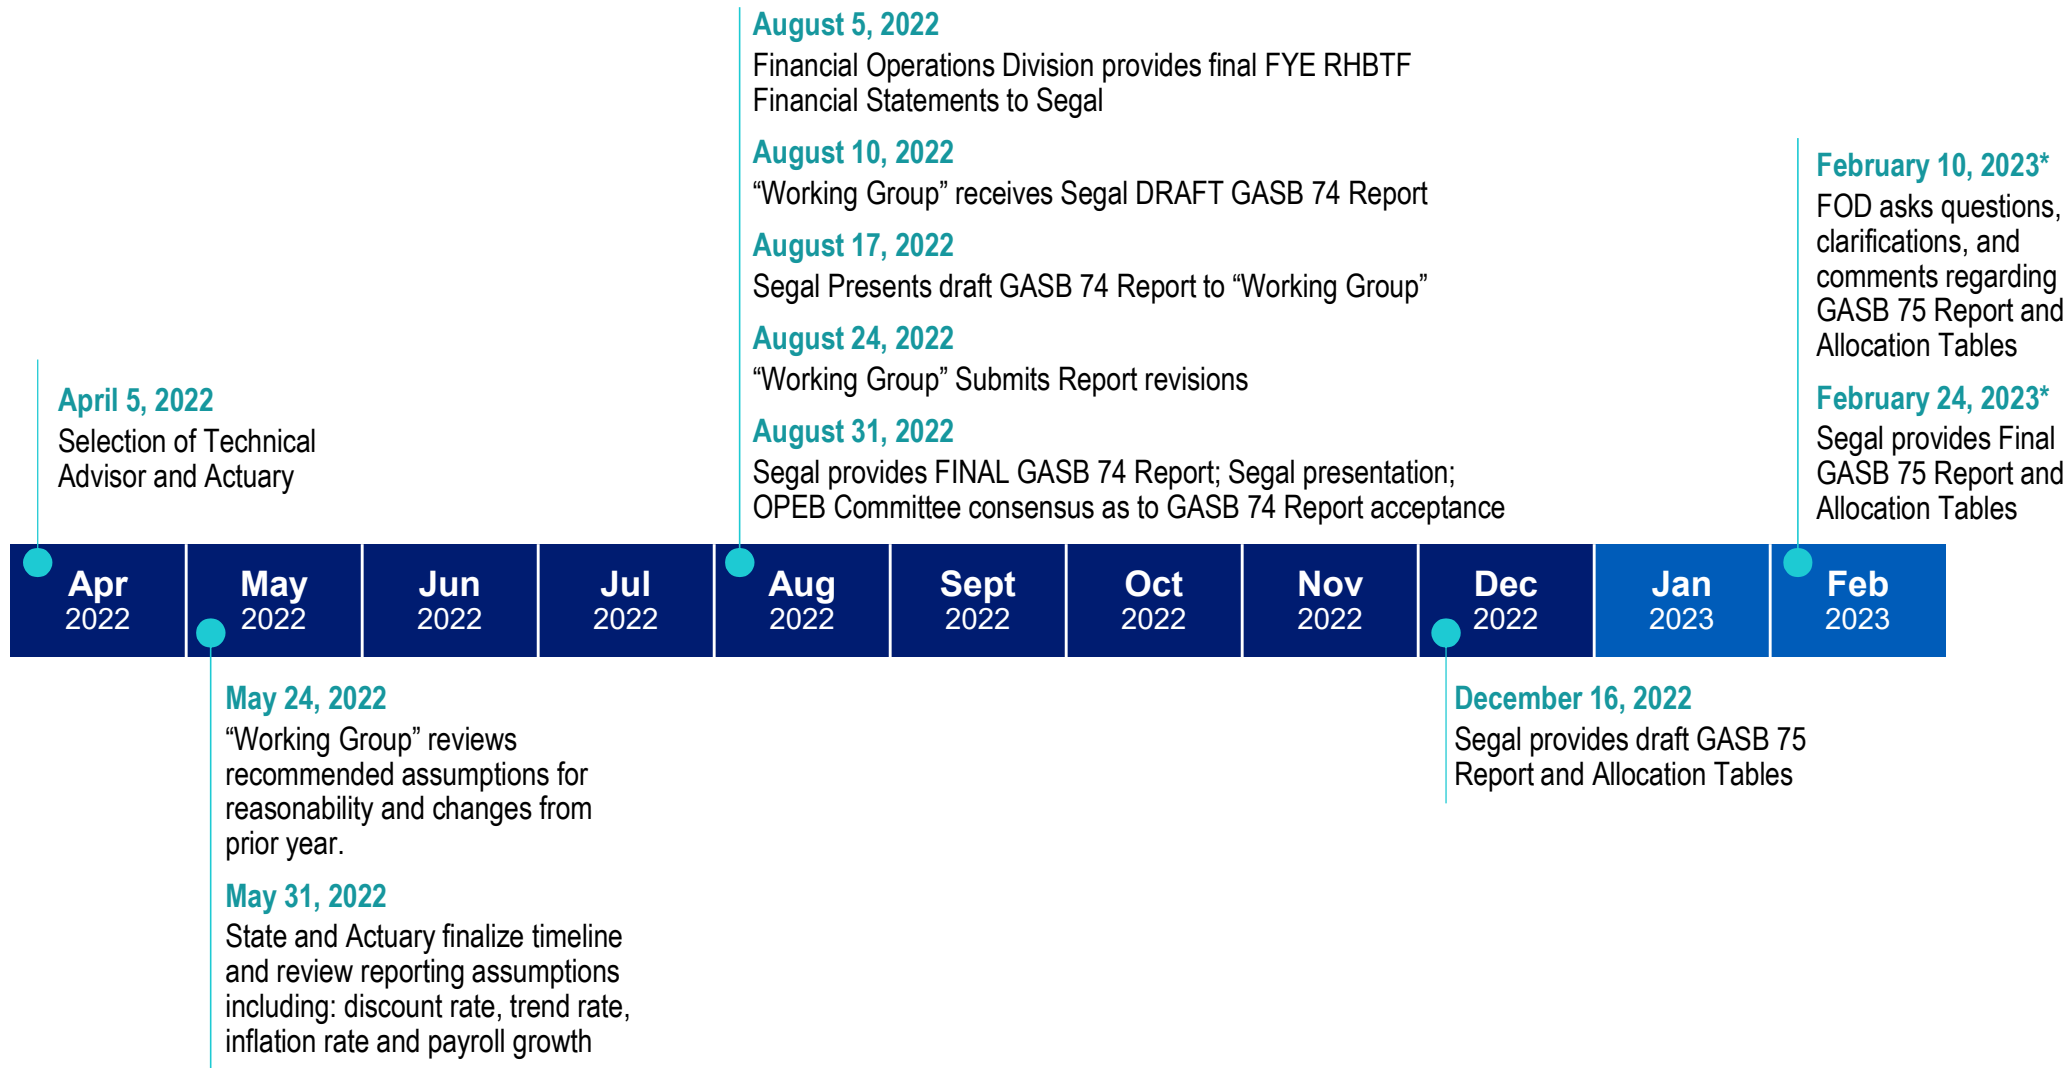 August 5, 2022
Financial Operations Division provides final FYE RHBTF
Financial Statements to Segal
August 10, 2022
“Working Group” receives Segal DRAFT GASB 74 Report
August 17, 2022
Segal Presents draft GASB 74 Report to “Working Group”
August 24, 2022
“Working Group” Submits Report revisions
August 31, 2022
Segal provides FINAL GASB 74 Report; Segal presentation;
OPEB Committee consensus as to GASB 74 Report acceptance
February 10, 2023*
FOD asks questions,
clarifications, and
comments regarding
GASB 75 Report and
Allocation Tables
February 24, 2023*
Segal provides Final
GASB 75 Report and
Allocation Tables
April 5, 2022
Selection of Technical
Advisor and Actuary
Apr
2022
May
2022
Jun
2022
Jul
2022
Aug
2022
Sept
2022
Oct
2022
Nov
2022
Dec
2022
Jan
2023
Feb
2023
May 24, 2022
“Working Group” reviews
recommended assumptions for
reasonability and changes from
prior year.
May 31, 2022
State and Actuary finalize timeline
and review reporting assumptions
including: discount rate, trend rate,
inflation rate and payroll growth
December 16, 2022
Segal provides draft GASB 75
Report and Allocation Tables